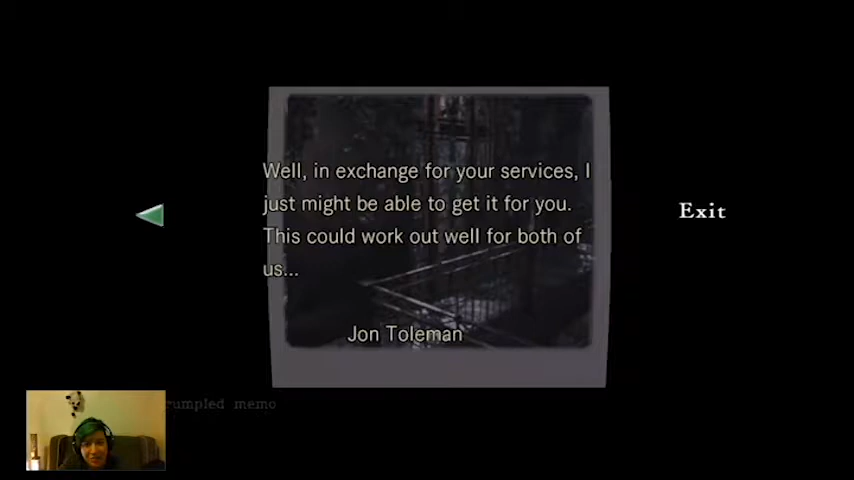 Well, in exchange for your services, I
just might be able to get it for you.
This could work out well for both of
us...
Exit
Jon Toleman
rumpled memo